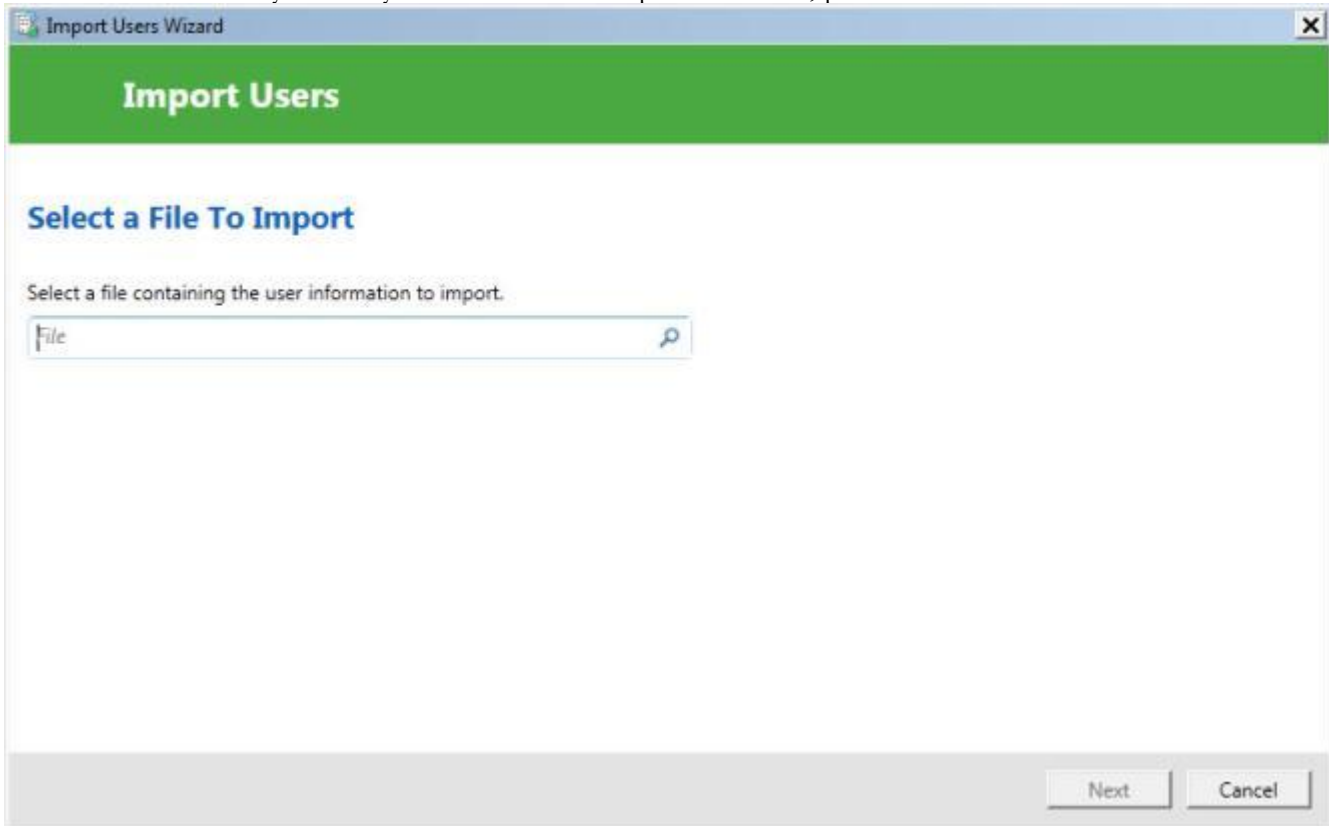 Import Users Wizard
Import Users
Select a File To Import
Select a file containing the user information to import.
File
Next Cancel